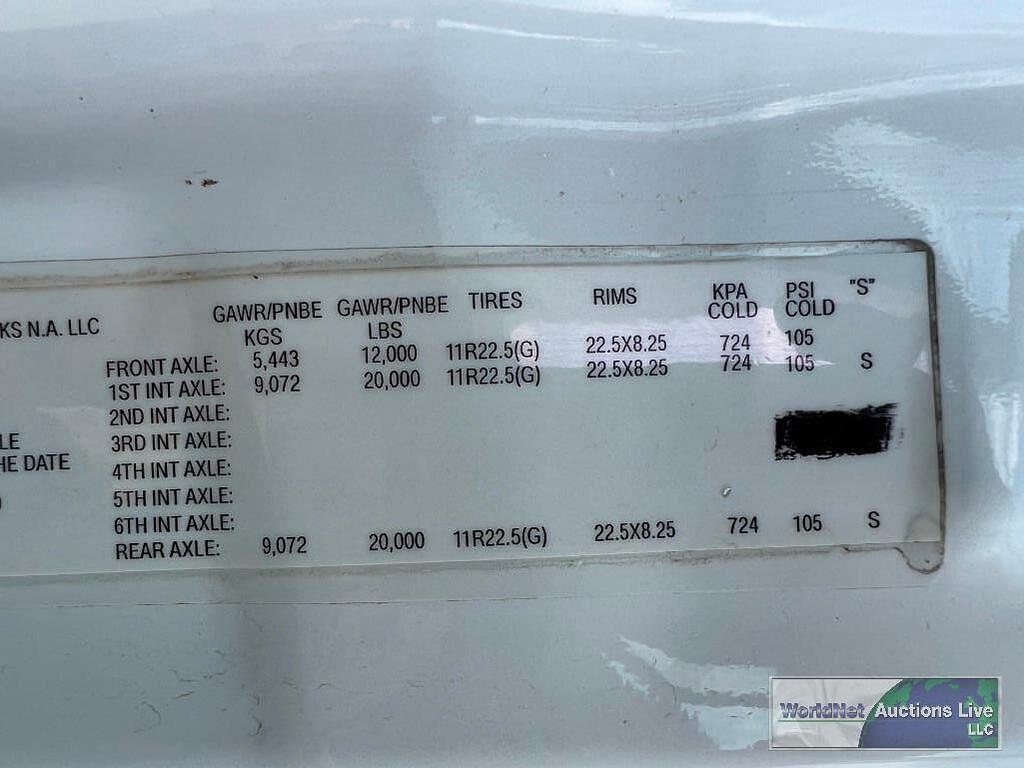 GAWR/PNBE GAWR/PNBE TIRES RIMS KPA PSI "S"
KS N.A. LLC KGS LBS COLD COLD
FRONT AXLE: 5,443 12,000 11R22.5(G) 22.5X8.25 724 105
1ST INT AXLE: 9,072 20,000 11R22.5(G) 22.5X8.25 724 105 S
2ND INT AXLE:
LE 3RD INT AXLE:
HE DATE 4TH INT AXLE:
5TH INT AXLE:
6TH INT AXLE:
REAR AXLE: 9,072 20,000 11R22.5(G) 22.5X8.25 724 105 S
WorldNet Auctions Live
LLC